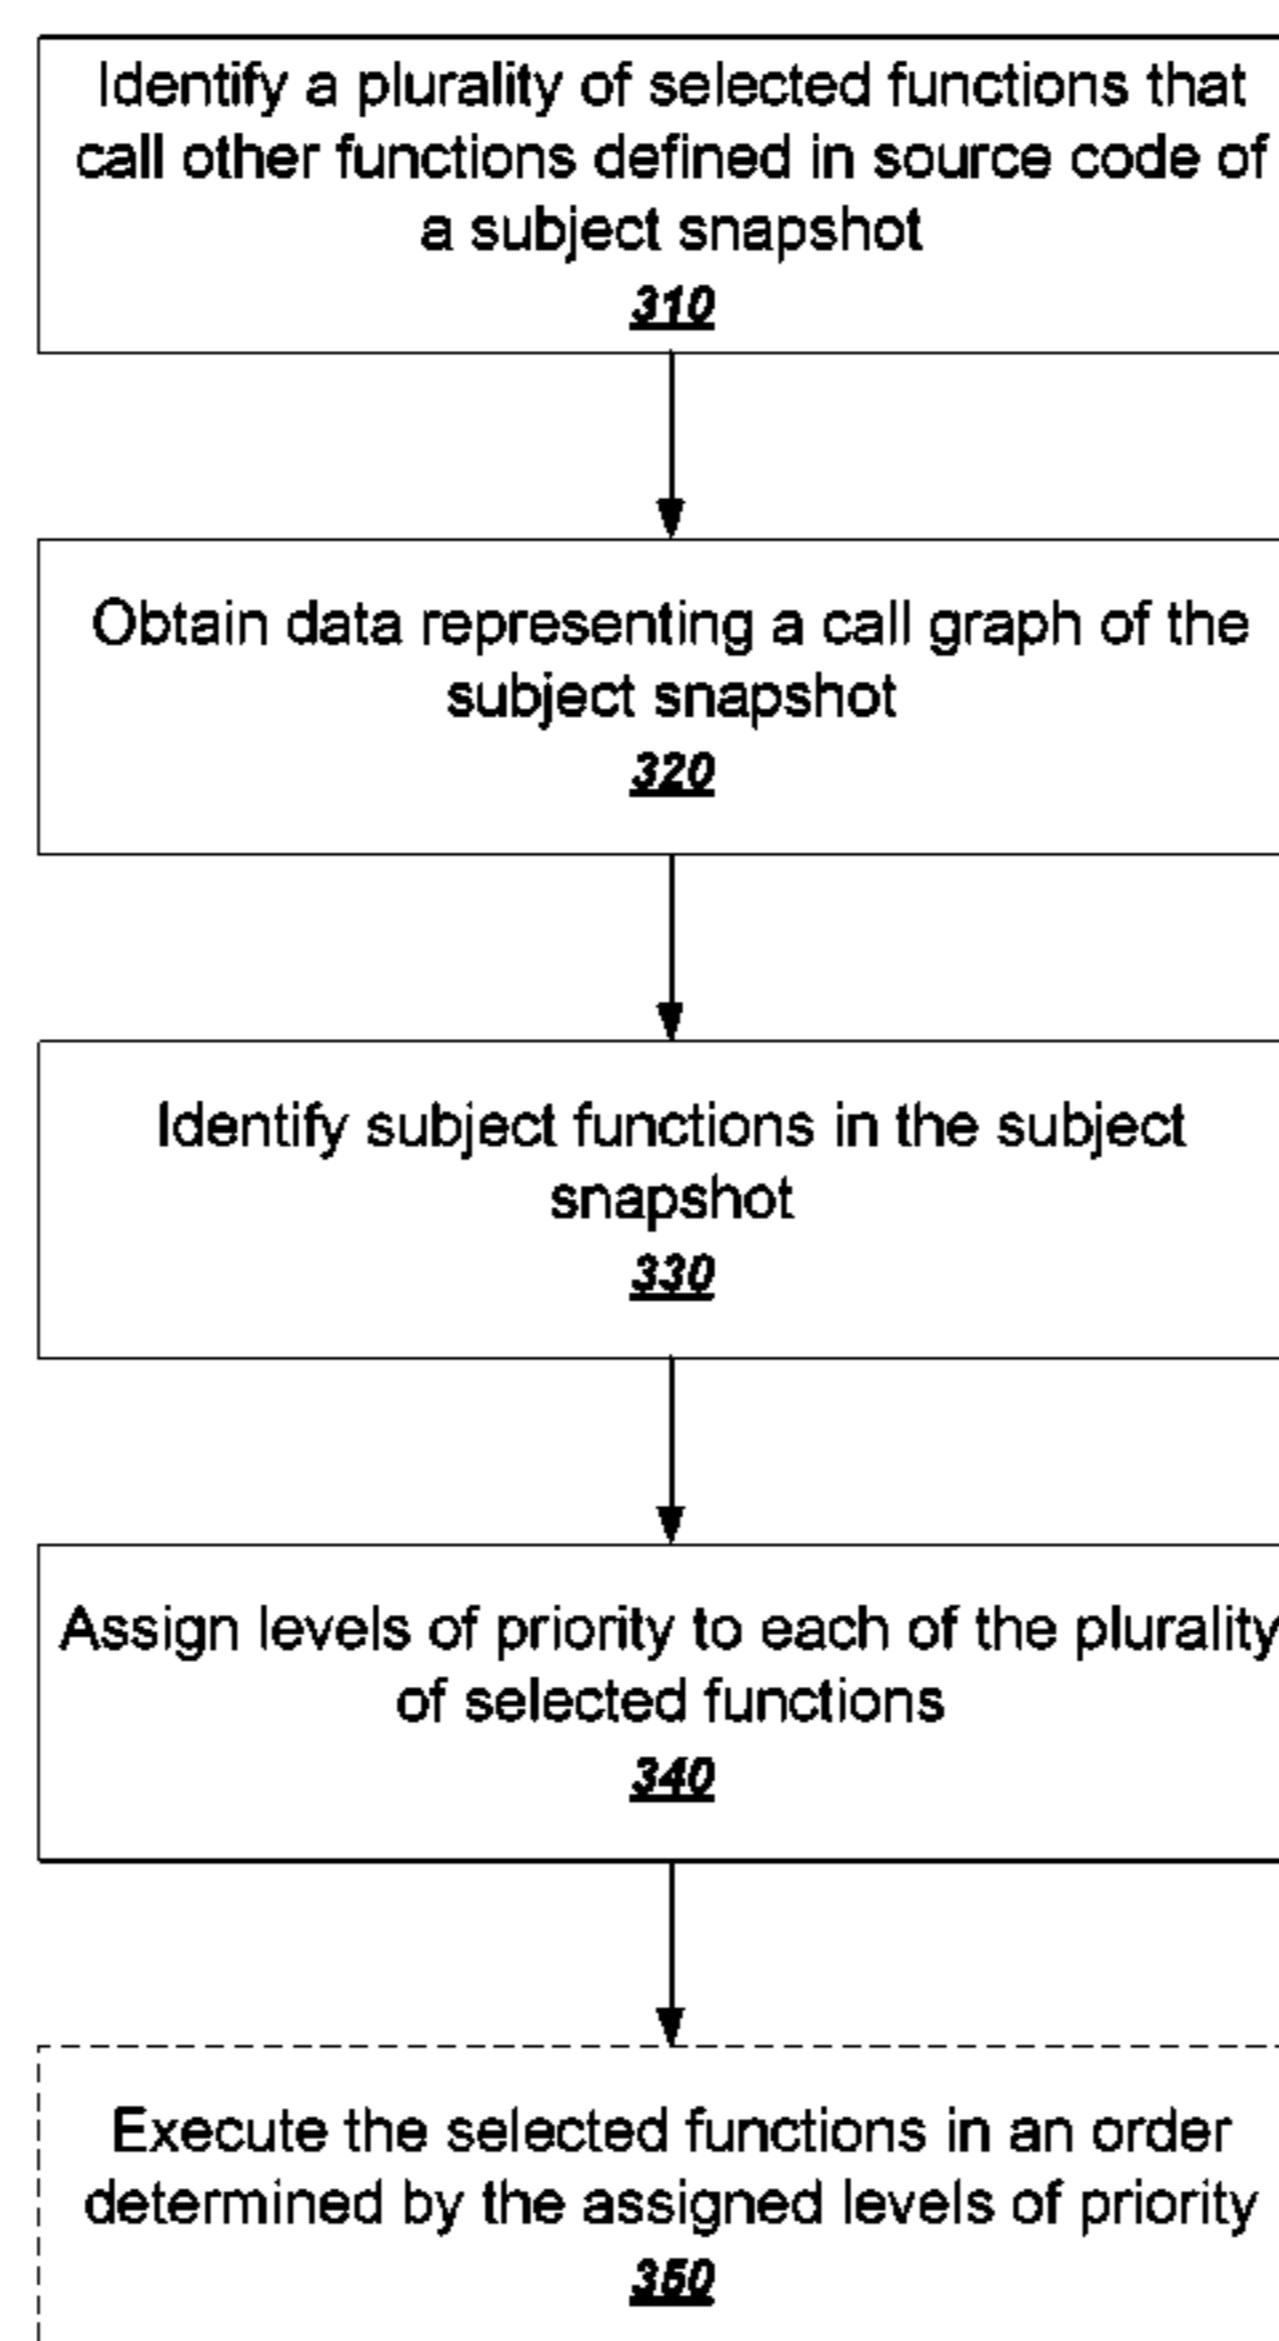 Identify a plurality of selected functions that
call other functions defined in source code of
a subject snapshot
310
Obtain data representing a call graph of the
subject snapshot
320
Identify subject functions in the subject
snapshot
330
Assign levels of priority to each of the plurality
of selected functions
340
Execute the selected functions in an order
determined by the assigned levels of priority
350